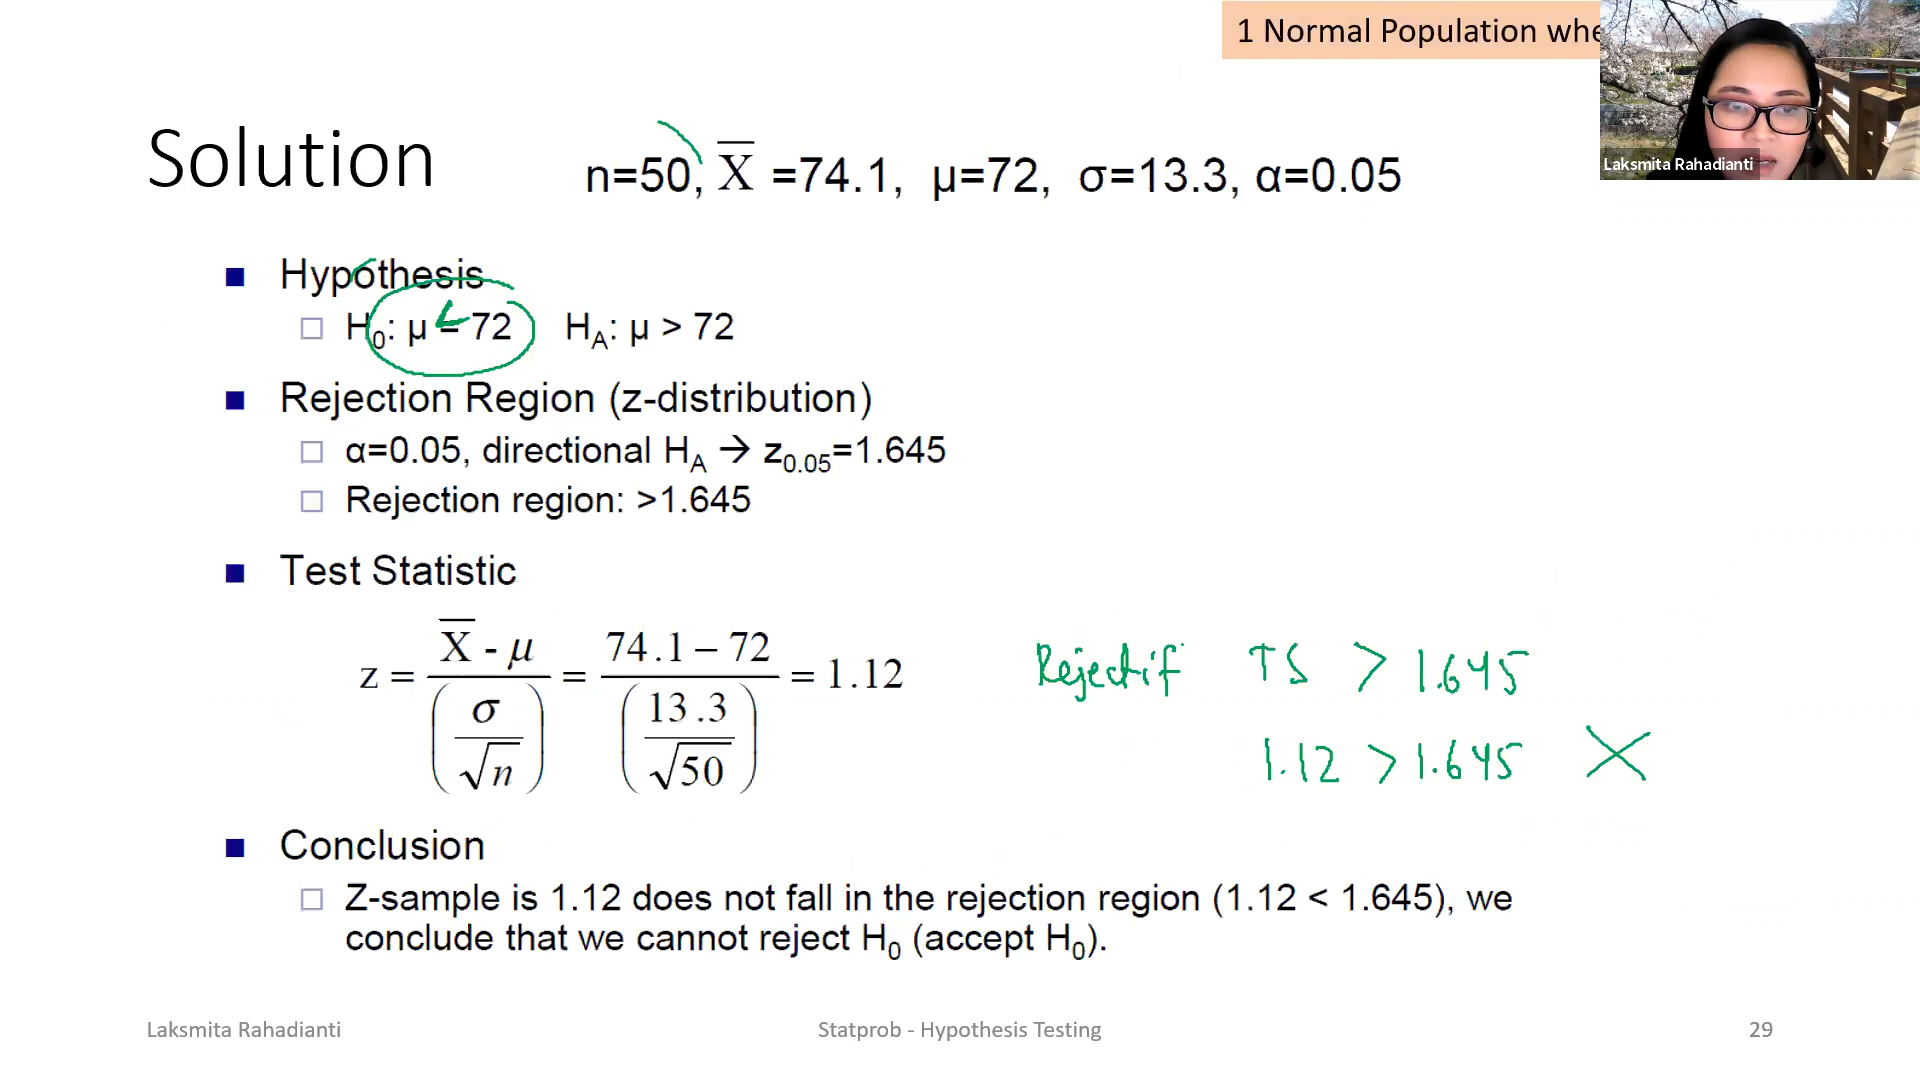 1 Normal Population whe
Laksmita Rahadianti
Solution
n=50, X̄ =74.1, μ=72, σ=13.3, α=0.05
■ Hypothesis
□ H₀: μ = 72 H_A: μ > 72
■ Rejection Region (z-distribution)
□ α=0.05, directional H_A → z₀.₀₅=1.645
□ Rejection region: >1.645
■ Test Statistic
z = (X̄ - μ) / (σ/√n) = (74.1 – 72) / (13.3/√50) = 1.12
Reject if TS > 1.645
1.12 > 1.645 X
■ Conclusion
□ Z-sample is 1.12 does not fall in the rejection region (1.12 < 1.645), we
conclude that we cannot reject H₀ (accept H₀).
Laksmita Rahadianti Statprob - Hypothesis Testing 29